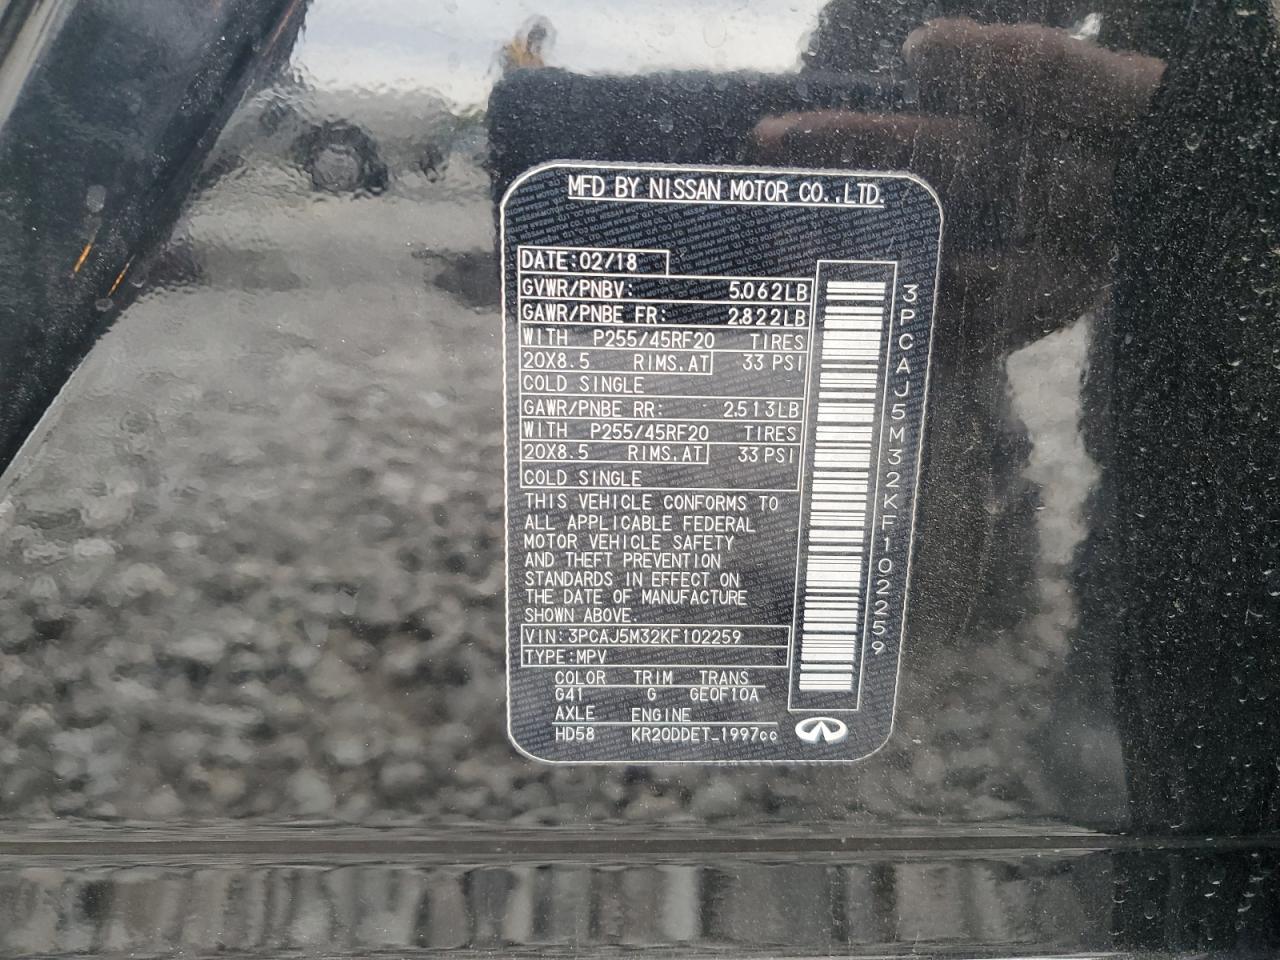 MFD BY NISSAN MOTOR CO.,LTD.
DATE:02/18
GVWR/PNBV: 5.062LB
GAWR/PNBE FR: 2.822LB
WITH P255/45RF20 TIRES
20X8.5 RIMS.AT 33 PSI
COLD SINGLE
GAWR/PNBE RR: 2.513LB
WITH P255/45RF20 TIRES
20X8.5 RIMS.AT 33 PSI
COLD SINGLE
THIS VEHICLE CONFORMS TO
ALL APPLICABLE FEDERAL
MOTOR VEHICLE SAFETY
AND THEFT PREVENTION
STANDARDS IN EFFECT ON
THE DATE OF MANUFACTURE
SHOWN ABOVE.
VIN:3PCAJ5M32KF102259
TYPE:MPV
COLOR TRIM TRANS
G41 G GEOF10A
AXLE ENGINE
HD58 KR20DDET_1997cc
3PCAJ5M32KF102259